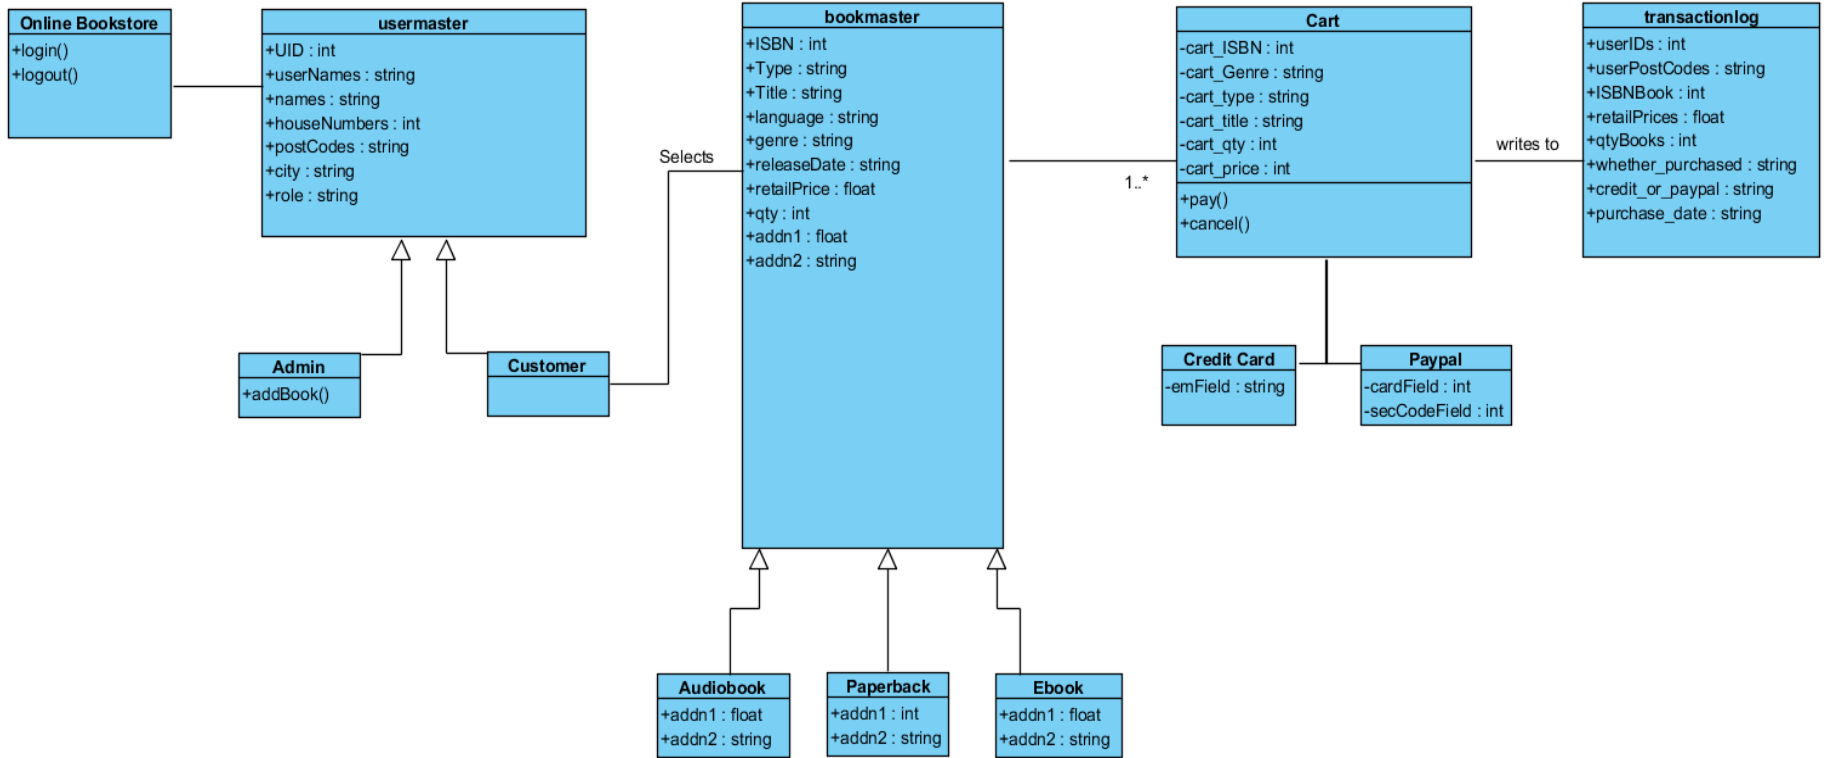 Online Bookstore
+login()
+logout()
usermaster
+UID : int
+userNames : string
+names : string
+houseNumbers : int
+postCodes : string
+city : string
+role : string
Admin
+addBook()
Customer
Selects
bookmaster
+ISBN : int
+Type : string
+Title : string
+language : string
+genre : string
+releaseDate : string
+retailPrice : float
+qty : int
+addn1 : float
+addn2 : string
Audiobook
+addn1 : float
+addn2 : string
Paperback
+addn1 : int
+addn2 : string
Ebook
+addn1 : float
+addn2 : string
1..*
Cart
-cart_ISBN : int
-cart_Genre : string
-cart_type : string
-cart_title : string
-cart_qty : int
-cart_price : int
+pay()
+cancel()
Credit Card
-emField : string
Paypal
-cardField : int
-secCodeField : int
writes to
transactionlog
+userIDs : int
+userPostCodes : string
+ISBNBook : int
+retailPrices : float
+qtyBooks : int
+whether_purchased : string
+credit_or_paypal : string
+purchase_date : string